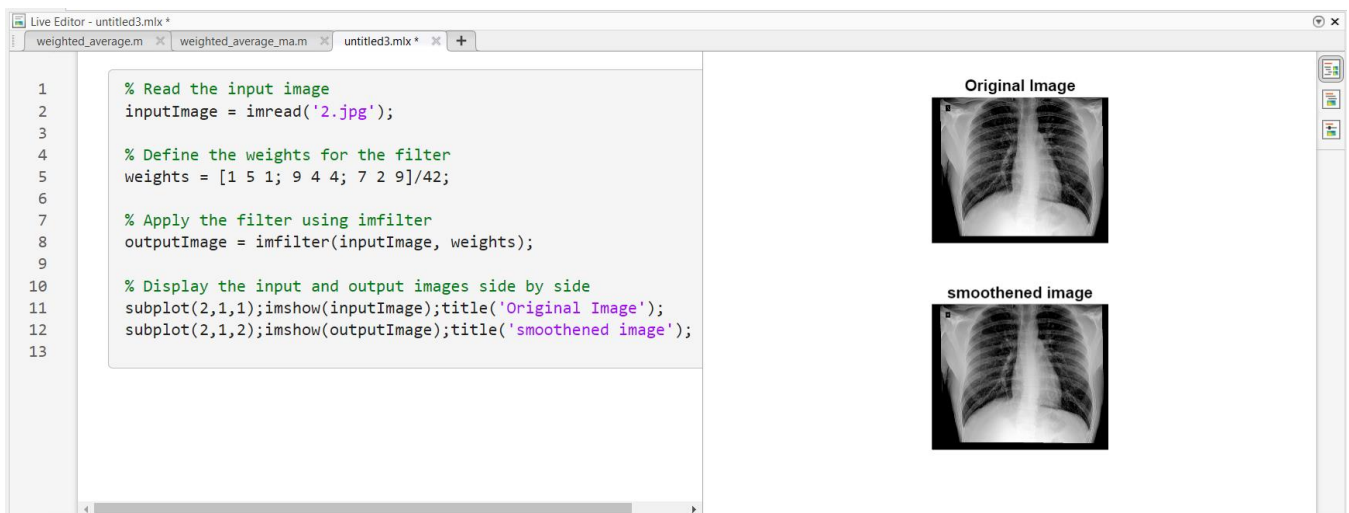 Live Editor - untitled3.mlx *
weighted_average.m × weighted_average_ma.m × untitled3.mlx * × +
1 % Read the input image
2 inputImage = imread('2.jpg');
3
4 % Define the weights for the filter
5 weights = [1 5 1; 9 4 4; 7 2 9]/42;
6
7 % Apply the filter using imfilter
8 outputImage = imfilter(inputImage, weights);
9
10 % Display the input and output images side by side
11 subplot(2,1,1);imshow(inputImage);title('Original Image');
12 subplot(2,1,2);imshow(outputImage);title('smoothened image');
13
Original Image
smoothened image